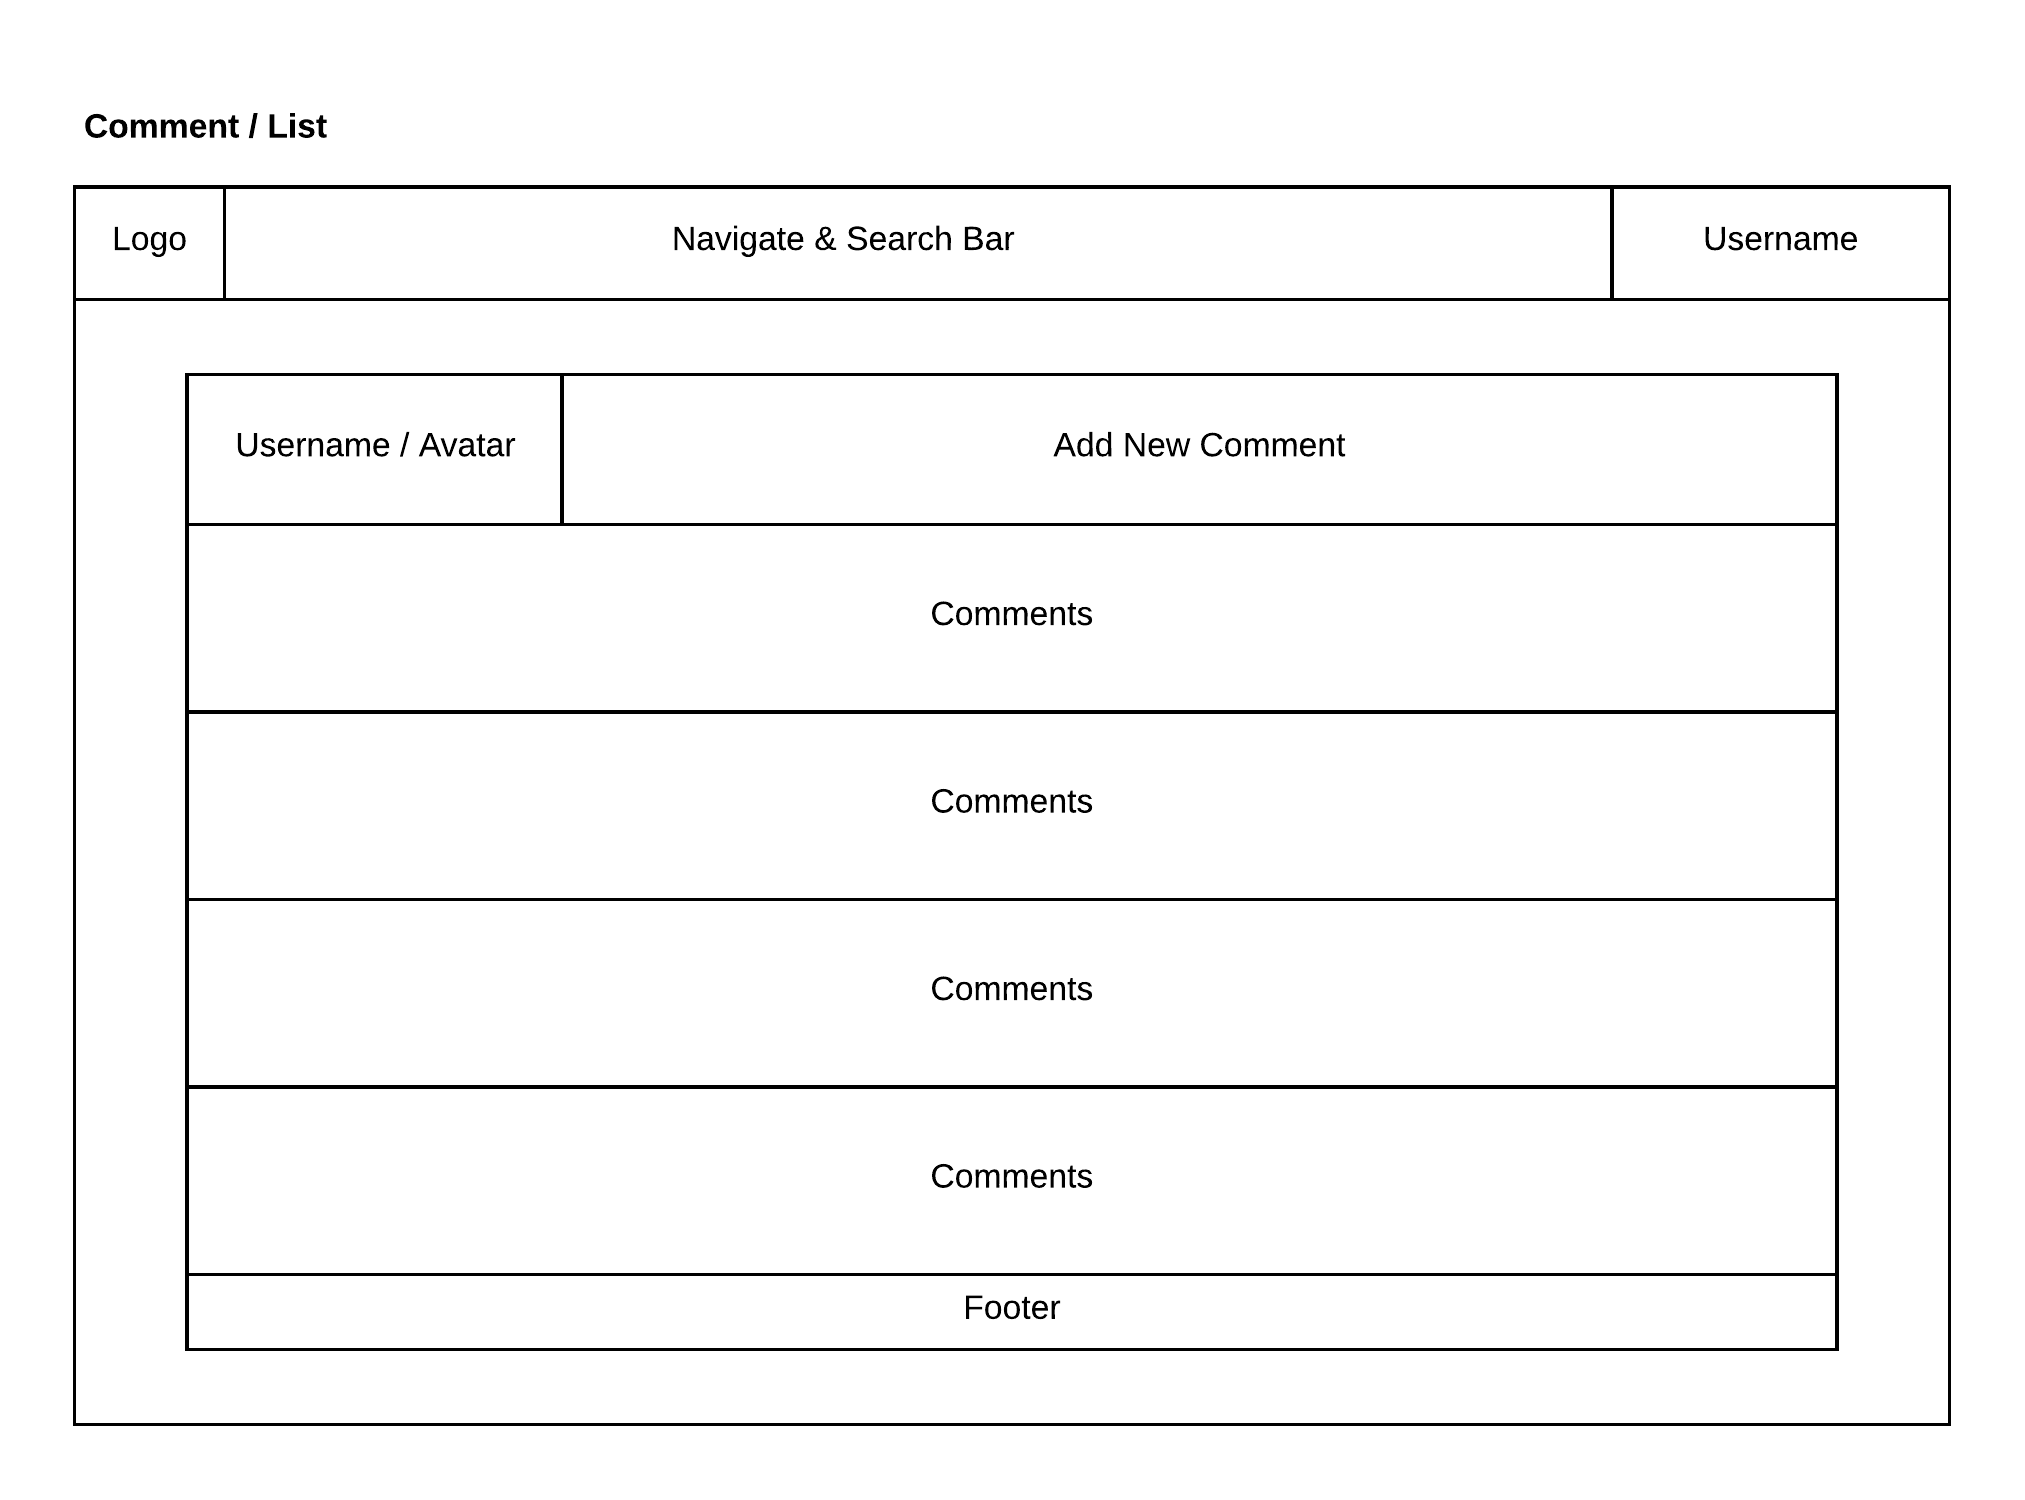 Comment / List
Logo
Navigate & Search Bar
Username
Username / Avatar
Add New Comment
Comments
Comments
Comments
Comments
Footer